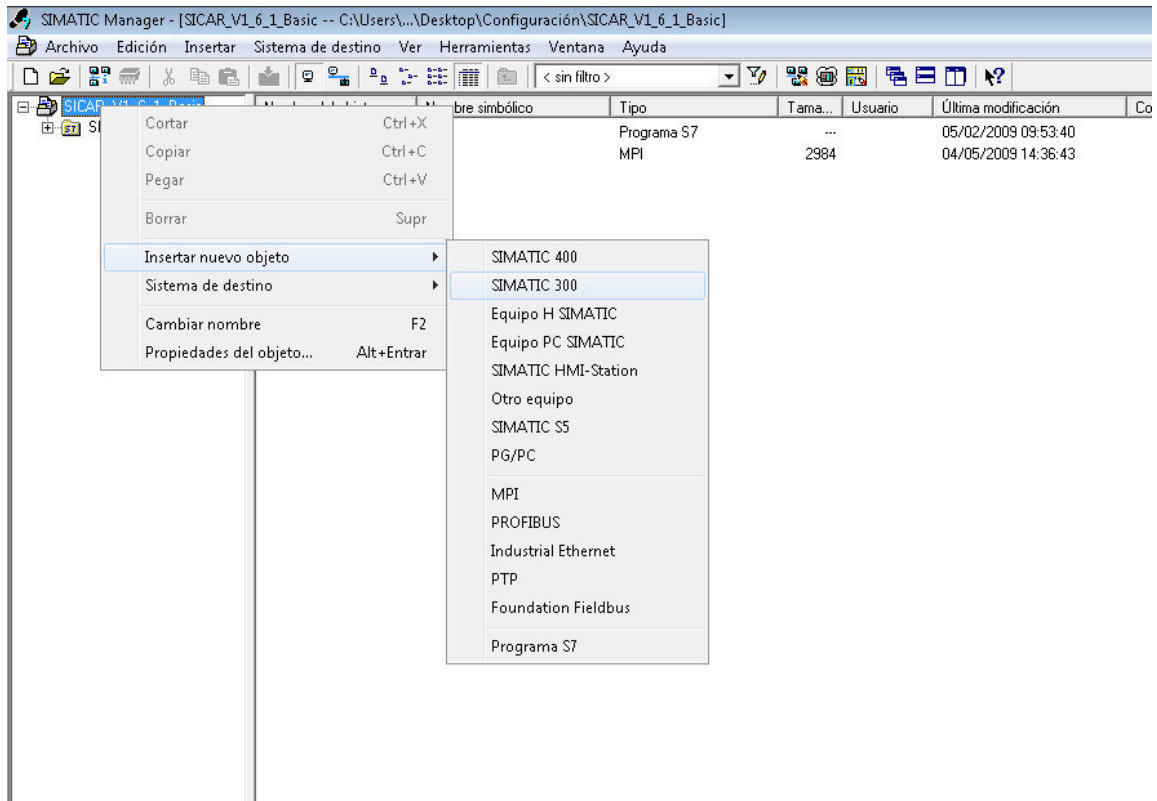 SIMATIC Manager - [SICAR_V1_6_1_Basic -- C:\Users\...\Desktop\Configuración\SICAR_V1_6_1_Basic]
Archivo Edición Insertar Sistema de destino Ver Herramientas Ventana Ayuda
< sin filtro >
Tipo Tama... Usuario Última modificación Co
Programa S7 --- 05/02/2009 09:53:40
MPI 2984 04/05/2009 14:36:43
Cortar Ctrl+X
Copiar Ctrl+C
Pegar Ctrl+V
Borrar Supr
Insertar nuevo objeto
Sistema de destino
Cambiar nombre F2
Propiedades del objeto... Alt+Entrar
SIMATIC 400
SIMATIC 300
Equipo H SIMATIC
Equipo PC SIMATIC
SIMATIC HMI-Station
Otro equipo
SIMATIC S5
PG/PC
MPI
PROFIBUS
Industrial Ethernet
PTP
Foundation Fieldbus
Programa S7